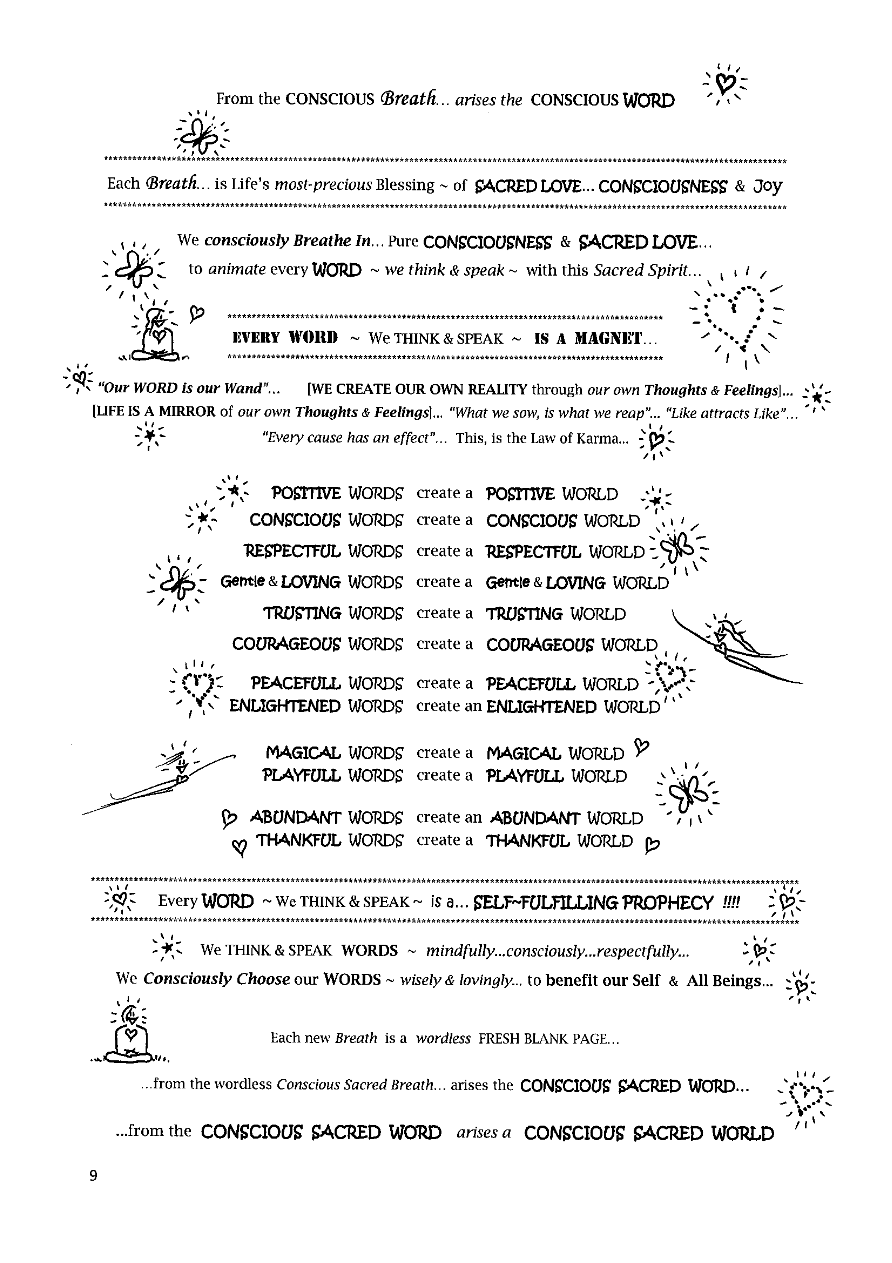 From the CONSCIOUS Breath... arises the CONSCIOUS WORD
Each Breath... is Life's most-precious Blessing ~ of SACRED LOVE... CONSCIOUSNESS & Joy
We consciously Breathe In... Pure CONSCIOUSNESS & SACRED LOVE...
to animate every WORD ~ we think & speak ~ with this Sacred Spirit...
EVERY WORD ~ We THINK & SPEAK ~ IS A MAGNET...
"Our WORD is our Wand"... [WE CREATE OUR OWN REALITY through our own Thoughts & Feelings]...
[LIFE IS A MIRROR of our own Thoughts & Feelings]... "What we sow, is what we reap"... "Like attracts Like"...
"Every cause has an effect"... This, is the Law of Karma...
POSITIVE WORDS create a POSITIVE WORLD
CONSCIOUS WORDS create a CONSCIOUS WORLD
RESPECTFUL WORDS create a RESPECTFUL WORLD
Gentle & LOVING WORDS create a Gentle & LOVING WORLD
TRUSTING WORDS create a TRUSTING WORLD
COURAGEOUS WORDS create a COURAGEOUS WORLD
PEACEFULL WORDS create a PEACEFULL WORLD
ENLIGHTENED WORDS create an ENLIGHTENED WORLD
MAGICAL WORDS create a MAGICAL WORLD
PLAYFULL WORDS create a PLAYFULL WORLD
ABUNDANT WORDS create an ABUNDANT WORLD
THANKFUL WORDS create a THANKFUL WORLD
Every WORD ~ We THINK & SPEAK ~ is a... SELF~FULFILLING PROPHECY !!!!
We THINK & SPEAK WORDS ~ mindfully...consciously...respectfully...
We Consciously Choose our WORDS ~ wisely & lovingly... to benefit our Self & All Beings...
Each new Breath is a wordless FRESH BLANK PAGE...
...from the wordless Conscious Sacred Breath... arises the CONSCIOUS SACRED WORD...
...from the CONSCIOUS SACRED WORD arises a CONSCIOUS SACRED WORLD
9